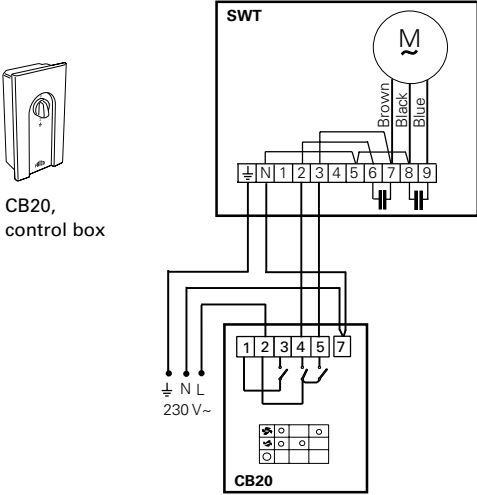 SWT
M
~
Brown
Black
Blue
⏚ N 1 2 3 4 5 6 7 8 9
CB20,
control box
1 2 3 4 5 7
⏚ N L
230 V~
CB20